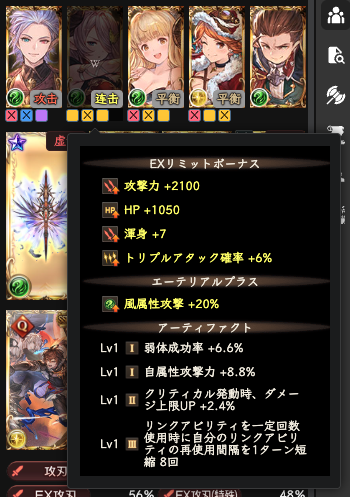 攻击
连击
平衡
平衡
W
虚
EXリミットボーナス
攻撃力 +2100
HP HP +1050
渾身 +7
トリプルアタック確率 +6%
エーテリアルプラス
風属性攻撃 +20%
アーティファクト
Lv1 I 弱体成功率 +6.6%
Lv1 I 自属性攻撃力 +8.8%
Lv1 II クリティカル発動時、ダメ
ージ上限UP +2.4%
Lv1 III リンクアビリティを一定回数
使用時に自分のリンクアビリ
ティの再使用間隔を1ターン短
縮 8回
Q
攻刃
攻刃
EX攻刃 56% EX攻刃(特殊) 48%